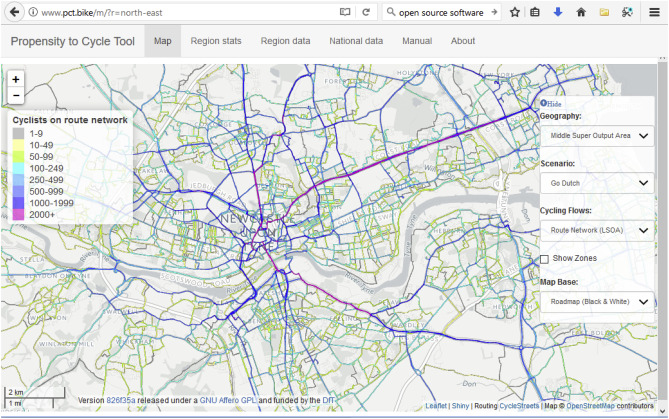 www.pct.bike/m/?r=north-east
open source software
Propensity to Cycle Tool
Map
Region stats
Region data
National data
Manual
About
+
−
Cyclists on route network
1-9
10-49
50-99
100-249
250-499
500-999
1000-1999
2000+
Hide
Geography:
Middle Super Output Area
Scenario:
Go Dutch
Cycling Flows:
Route Network (LSOA)
Show Zones
Map Base:
Roadmap (Black & White)
NEWCASTLE
UPON
TYNE
Don
2 km
1 mi
Version 826f35a released under a GNU Affero GPL and funded by the DfT
Leaflet | Shiny | Routing CycleStreets | Map © OpenStreetMap contributors